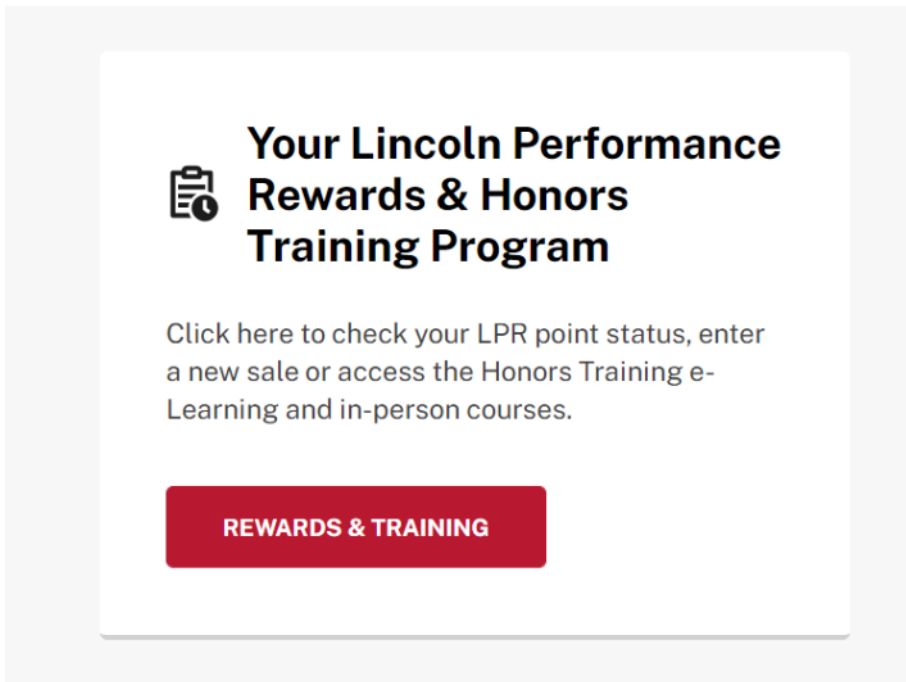 Your Lincoln Performance
Rewards & Honors
Training Program
Click here to check your LPR point status, enter
a new sale or access the Honors Training e-
Learning and in-person courses.
REWARDS & TRAINING